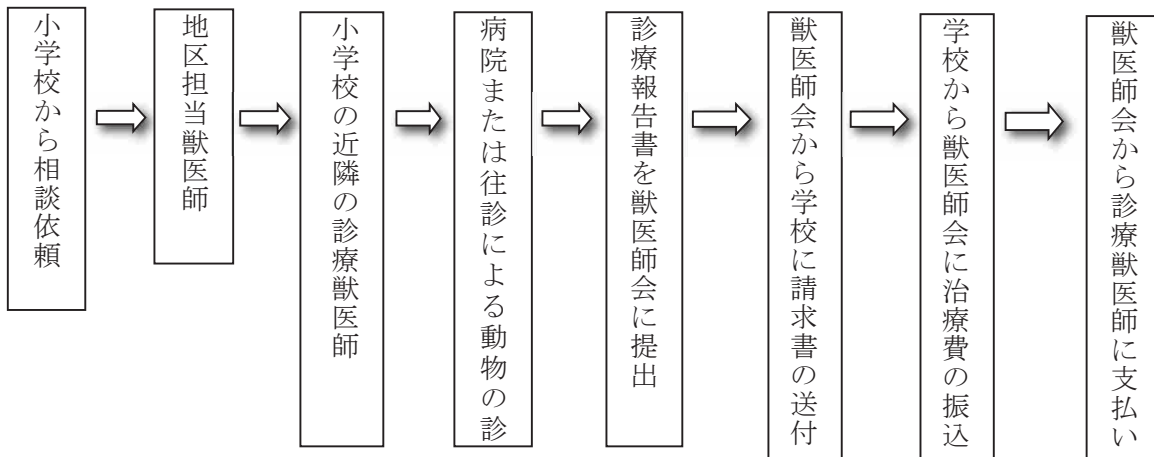 小学校から相談依頼
地区担当獣医師
小学校の近隣の診療獣医師
病院または往診による動物の診
診療報告書を獣医師会に提出
獣医師会から学校に請求書の送付
学校から獣医師会に治療費の振込
獣医師会から診療獣医師に支払い